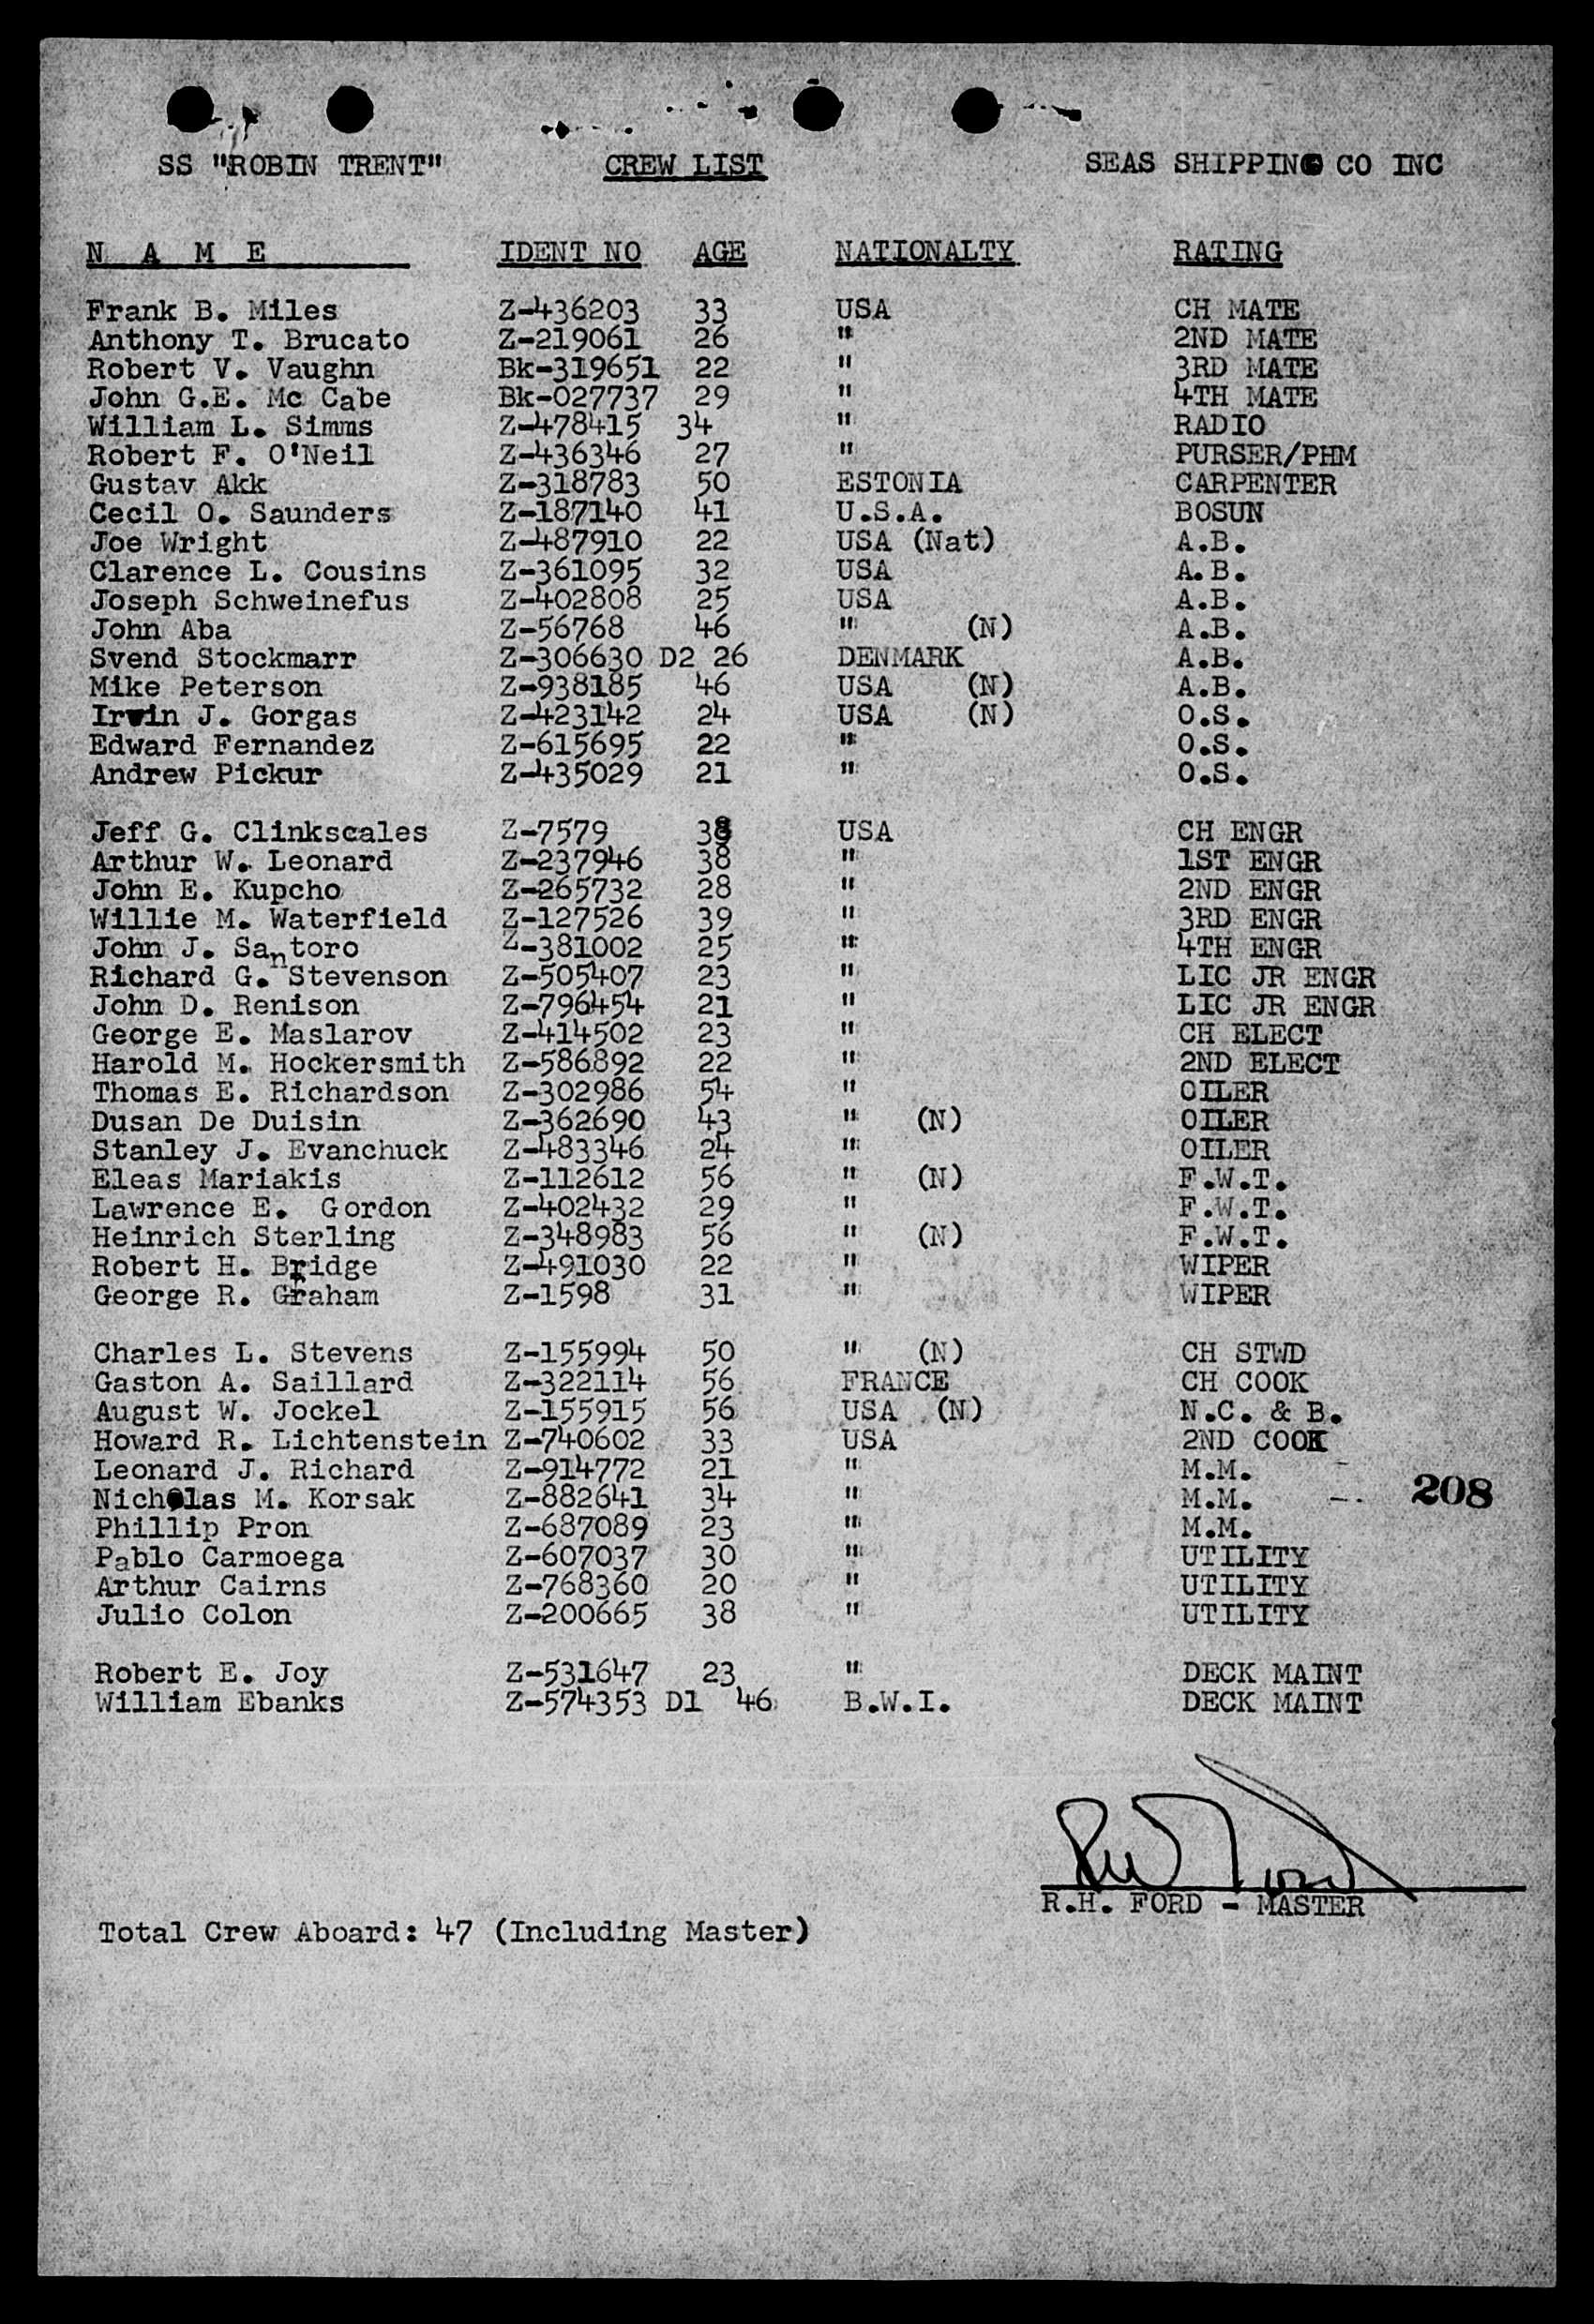 SS "ROBIN TRENT" CREW LIST SEAS SHIPPING CO INC
N A M E IDENT NO AGE NATIONALTY RATING
Frank B. Miles Z-436203 33 USA CH MATE
Anthony T. Brucato Z-219061 26 " 2ND MATE
Robert V. Vaughn Bk-319651 22 " 3RD MATE
John G.E. Mc Cabe Bk-027737 29 " 4TH MATE
William L. Simms Z-478415 34 " RADIO
Robert F. O'Neil Z-436346 27 " PURSER/PHM
Gustav Akk Z-318783 50 ESTONIA CARPENTER
Cecil O. Saunders Z-187140 41 U.S.A. BOSUN
Joe Wright Z-487910 22 USA (Nat) A.B.
Clarence L. Cousins Z-361095 32 USA A.B.
Joseph Schweinefus Z-402808 25 USA A.B.
John Aba Z-56768 46 " (N) A.B.
Svend Stockmarr Z-306630 D2 26 DENMARK A.B.
Mike Peterson Z-938185 46 USA (N) A.B.
Irwin J. Gorgas Z-423142 24 USA (N) O.S.
Edward Fernandez Z-615695 22 " O.S.
Andrew Pickur Z-435029 21 " O.S.
Jeff G. Clinkscales Z-7579 USA CH ENGR
Arthur W. Leonard Z-237946 38 " 1ST ENGR
John E. Kupcho Z-265732 28 " 2ND ENGR
Willie M. Waterfield Z-127526 39 " 3RD ENGR
John J. Santoro Z-381002 25 " 4TH ENGR
Richard G. Stevenson Z-505407 23 " LIC JR ENGR
John D. Renison Z-796454 21 " LIC JR ENGR
George E. Maslarov Z-414502 23 " CH ELECT
Harold M. Hockersmith Z-586892 22 " 2ND ELECT
Thomas E. Richardson Z-302986 54 " OILER
Dusan De Duisin Z-362690 43 " (N) OILER
Stanley J. Evanchuck Z-483346 24 " OILER
Eleas Mariakis Z-112612 56 " (N) F.W.T.
Lawrence E. Gordon Z-402432 29 " F.W.T.
Heinrich Sterling Z-348983 56 " (N) F.W.T.
Robert H. Bridge Z-491030 22 " WIPER
George R. Graham Z-1598 31 " WIPER
Charles L. Stevens Z-155994 50 " (N) CH STWD
Gaston A. Saillard Z-322114 56 FRANCE CH COOK
August W. Jockel Z-155915 56 USA (N) N.C. & B.
Howard R. Lichtenstein Z-740602 33 USA 2ND COOK
Leonard J. Richard Z-914772 21 " M.M.
Nicholas M. Korsak Z-882641 34 " M.M. 208
Phillip Pron Z-687089 23 " M.M.
Pablo Carmoega Z-607037 30 " UTILITY
Arthur Cairns Z-768360 20 " UTILITY
Julio Colon Z-200665 38 " UTILITY
Robert E. Joy Z-531647 23 " DECK MAINT
William Ebanks Z-574353 D1 46 B.W.I. DECK MAINT
R.H. FORD - MASTER
Total Crew Aboard: 47 (Including Master)